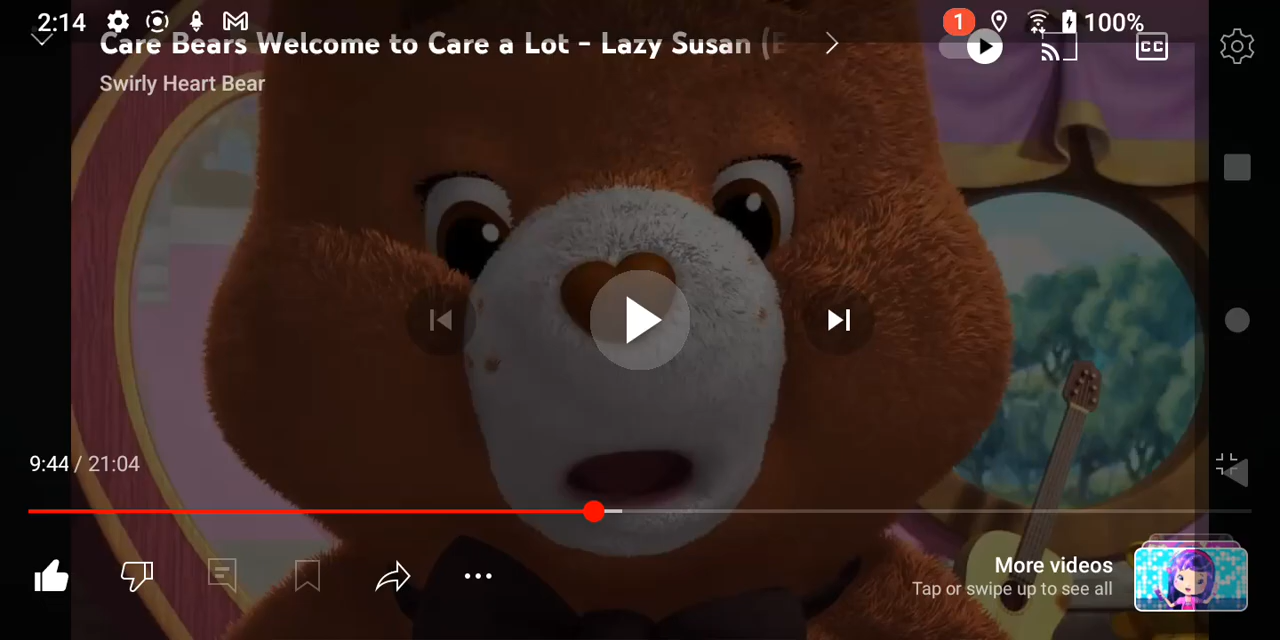 2:14
1
100%
Care Bears Welcome to Care a Lot - Lazy Susan (
CC
Swirly Heart Bear
9:44 / 21:04
More videos
Tap or swipe up to see all